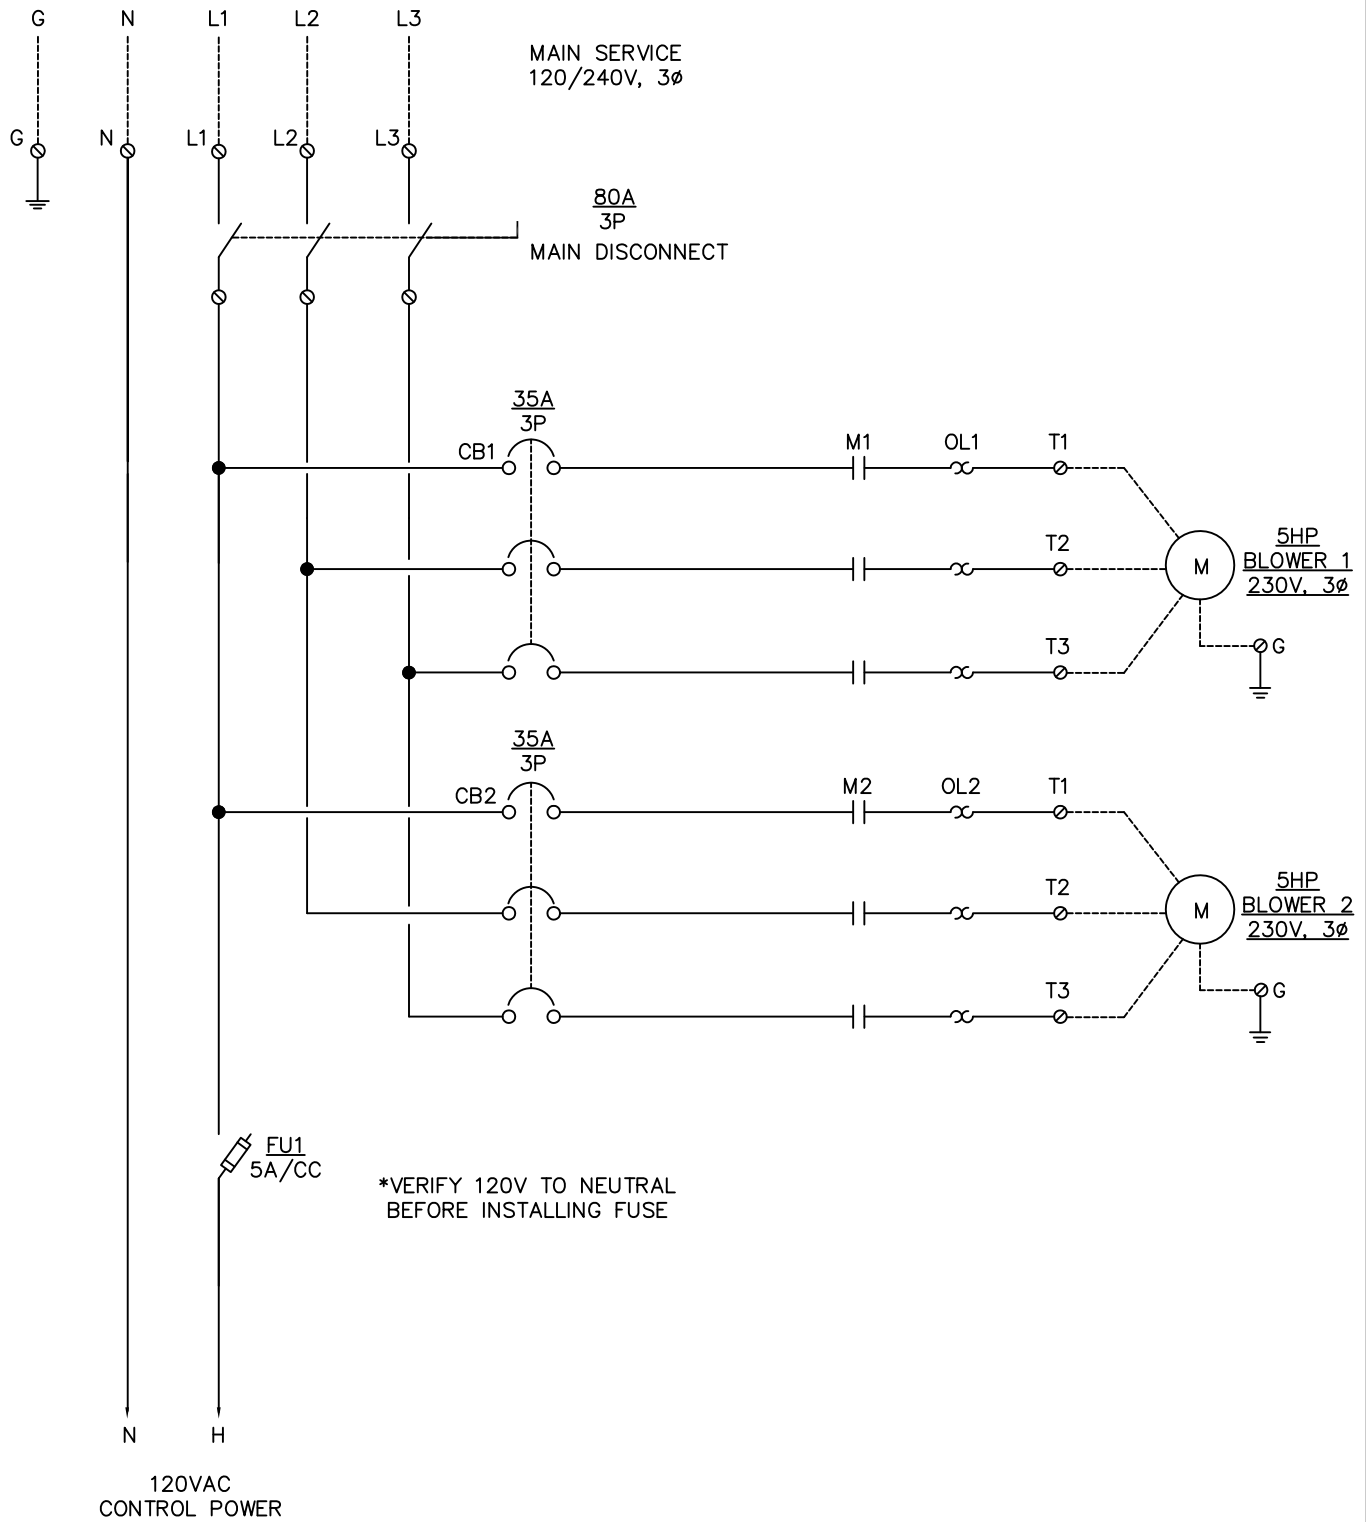 G N L1 L2 L3
MAIN SERVICE
120/240V, 3ø
G N L1 L2 L3
80A
3P
MAIN DISCONNECT
35A
3P
CB1 M1 OL1 T1
T2
5HP
BLOWER 1
230V, 3ø
M
T3
G
35A
3P
CB2 M2 OL2 T1
T2
5HP
BLOWER 2
230V, 3ø
M
T3
G
FU1
5A/CC
*VERIFY 120V TO NEUTRAL
BEFORE INSTALLING FUSE
N H
120VAC
CONTROL POWER